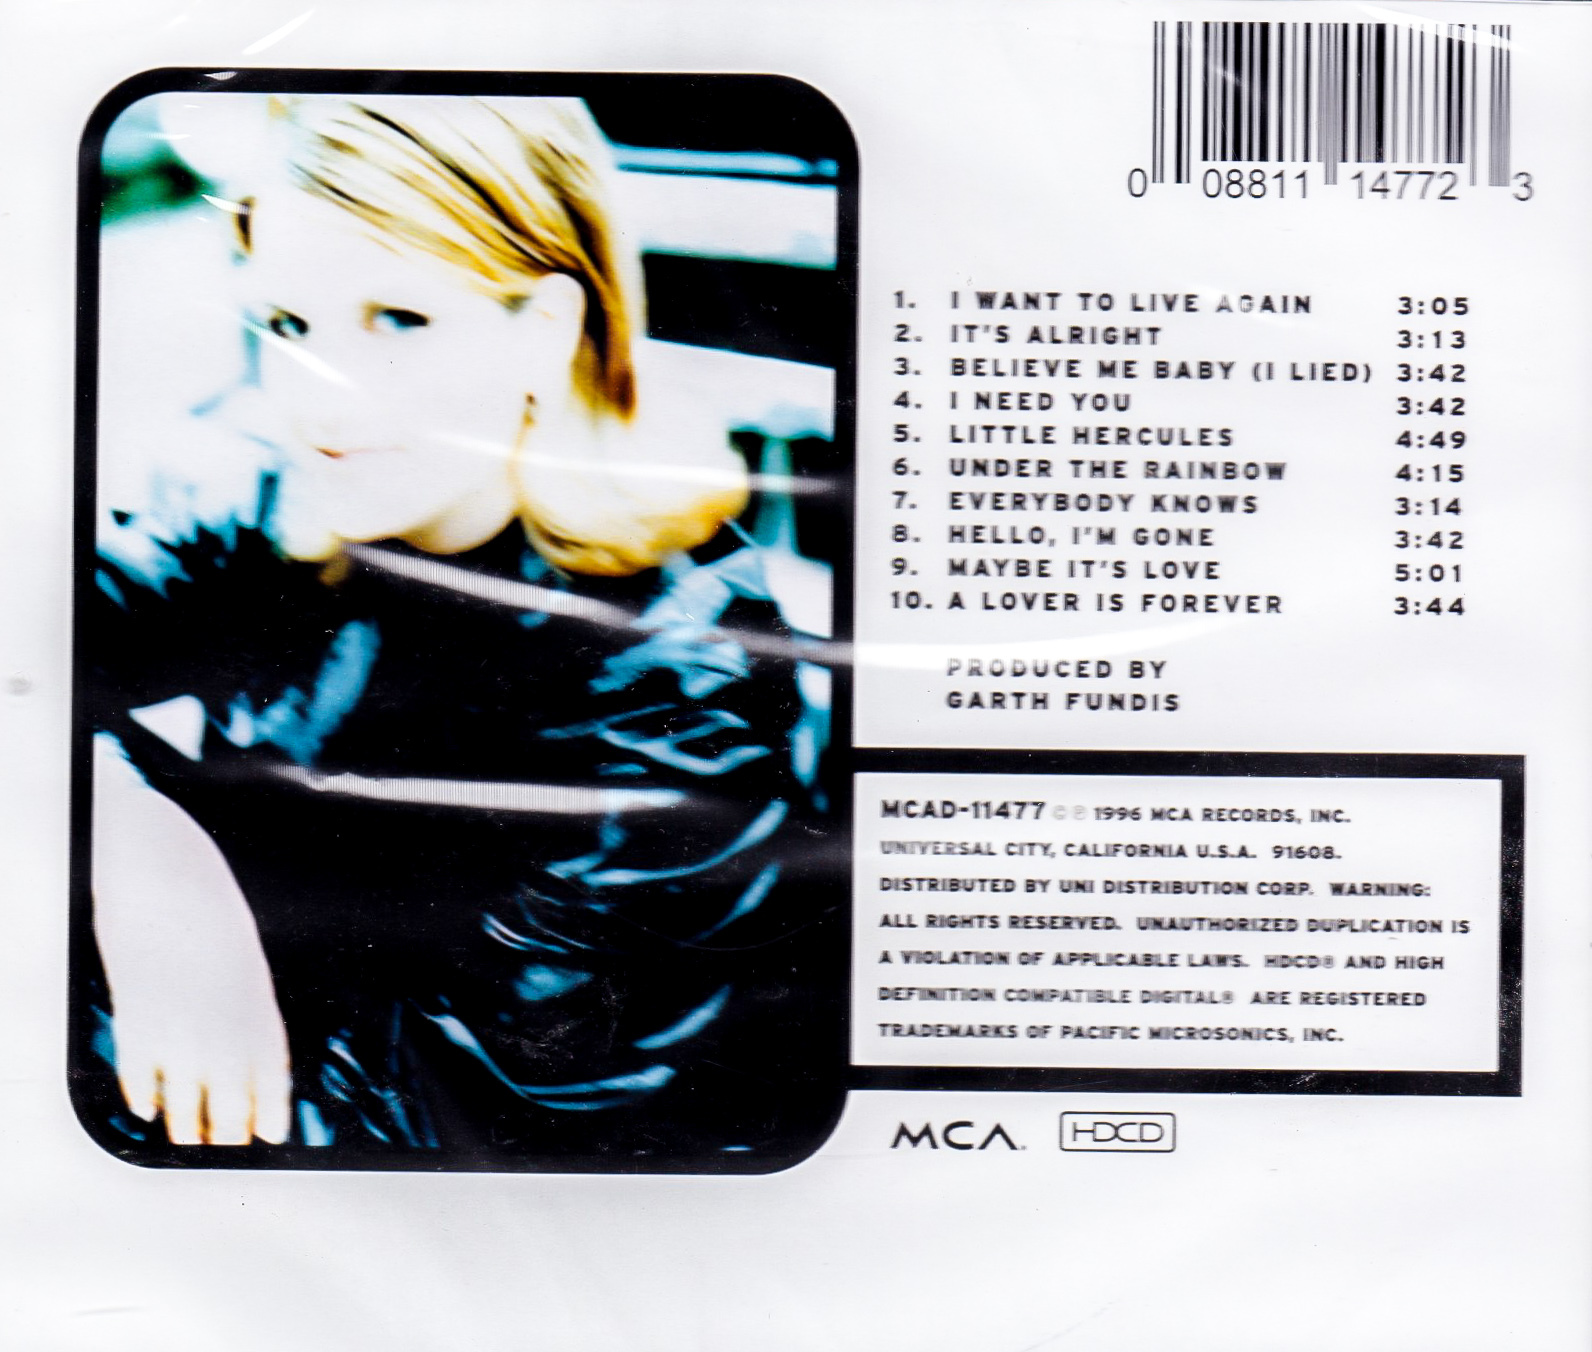 0 08811 14772 3
1. I WANT TO LIVE AGAIN 3:05
2. IT'S ALRIGHT 3:13
3. BELIEVE ME BABY (I LIED) 3:42
4. I NEED YOU 3:42
5. LITTLE HERCULES 4:49
6. UNDER THE RAINBOW 4:15
7. EVERYBODY KNOWS 3:14
8. HELLO, I'M GONE 3:42
9. MAYBE IT'S LOVE 5:01
10. A LOVER IS FOREVER 3:44
PRODUCED BY
GARTH FUNDIS
MCAD-11477 © ℗ 1996 MCA RECORDS, INC.
UNIVERSAL CITY, CALIFORNIA U.S.A. 91608.
DISTRIBUTED BY UNI DISTRIBUTION CORP. WARNING:
ALL RIGHTS RESERVED. UNAUTHORIZED DUPLICATION IS
A VIOLATION OF APPLICABLE LAWS. HDCD® AND HIGH
DEFINITION COMPATIBLE DIGITAL® ARE REGISTERED
TRADEMARKS OF PACIFIC MICROSONICS, INC.
MCA. HDCD